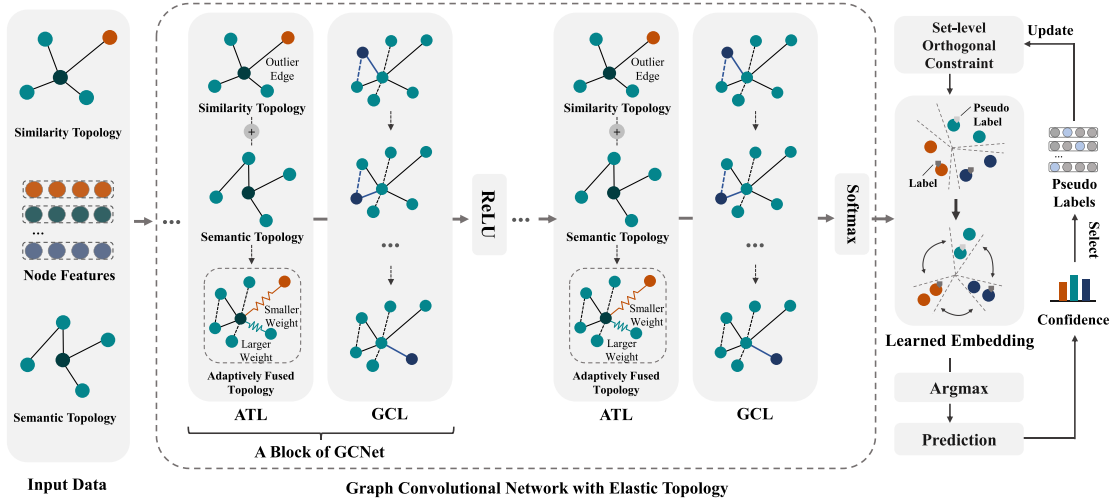 Similarity Topology
...
Node Features
Semantic Topology
Input Data
...
Outlier
Edge
Similarity Topology
+
Semantic Topology
Smaller
Weight
Larger
Weight
Adaptively Fused
Topology
ATL
...
GCL
A Block of GCNet
ReLU
...
Outlier
Edge
Similarity Topology
+
Semantic Topology
Smaller
Weight
Larger
Weight
Adaptively Fused
Topology
ATL
...
GCL
Softmax
Graph Convolutional Network with Elastic Topology
Set-level
Orthogonal
Constraint
Update
Pseudo
Label
Label
Learned Embedding
Argmax
Prediction
...
Pseudo
Labels
Select
Confidence